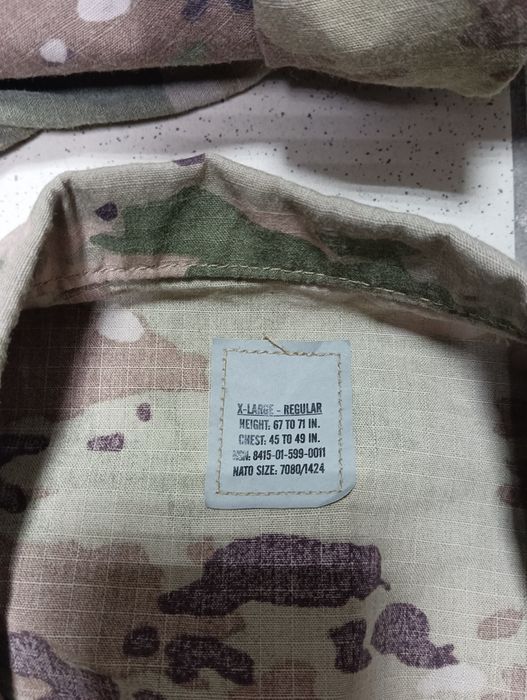 X-LARGE - REGULAR
HEIGHT: 67 TO 71 IN.
CHEST: 45 TO 49 IN.
NSN: 8415-01-599-0011
NATO SIZE: 7080/1424